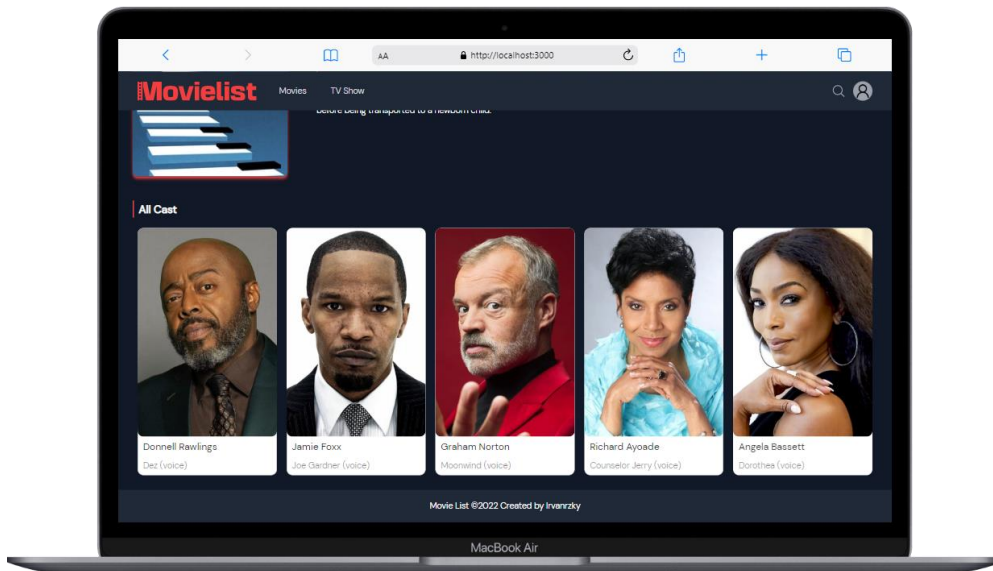 AA
http://localhost:3000
Movielist
Movies TV Show
before being transported to a newborn child.
All Cast
Donnell Rawlings
Dez (voice)
Jamie Foxx
Joe Gardner (voice)
Graham Norton
Moonwind (voice)
Richard Ayoade
Counselor Jerry (voice)
Angela Bassett
Dorothea (voice)
Movie List ©2022 Created by Irvanrzky
MacBook Air